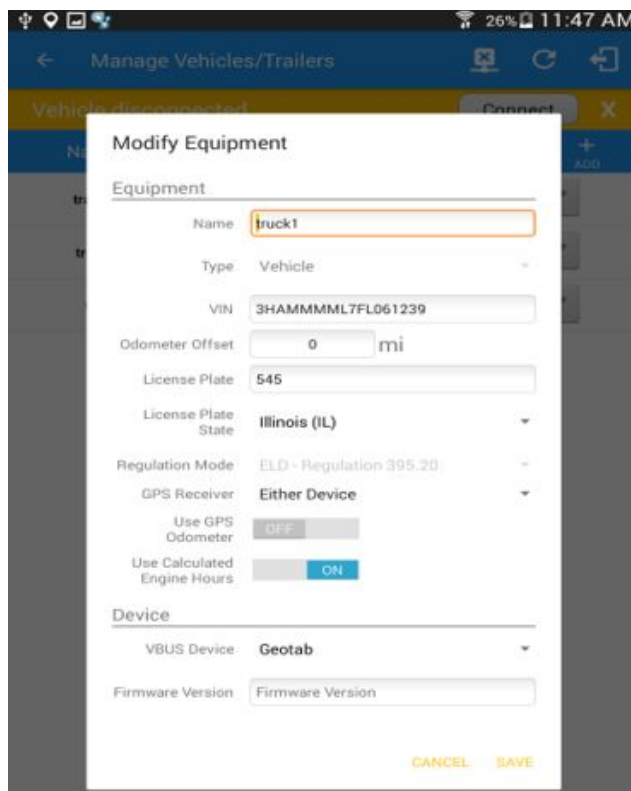 26% 11:47 AM
Manage Vehicles/Trailers
Vehicle disconnected
Connect
X
ADD
Modify Equipment
Equipment
Name truck1
Type Vehicle
VIN 3HAMMMML7FL061239
Odometer Offset 0 mi
License Plate 545
License Plate
State
Illinois (IL)
Regulation Mode ELD - Regulation 395.20
GPS Receiver Either Device
Use GPS
Odometer
OFF
Use Calculated
Engine Hours
ON
Device
VBUS Device Geotab
Firmware Version Firmware Version
CANCEL SAVE